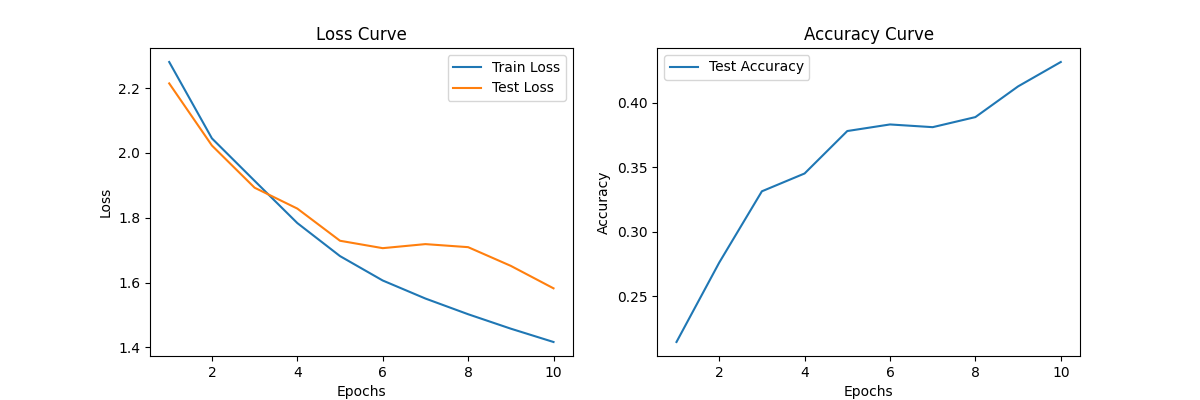 Loss Curve
Train Loss
Test Loss
2.2
2.0
1.8
1.6
1.4
Loss
2 4 6 8 10
Epochs
Accuracy Curve
Test Accuracy
0.40
0.35
0.30
0.25
Accuracy
2 4 6 8 10
Epochs